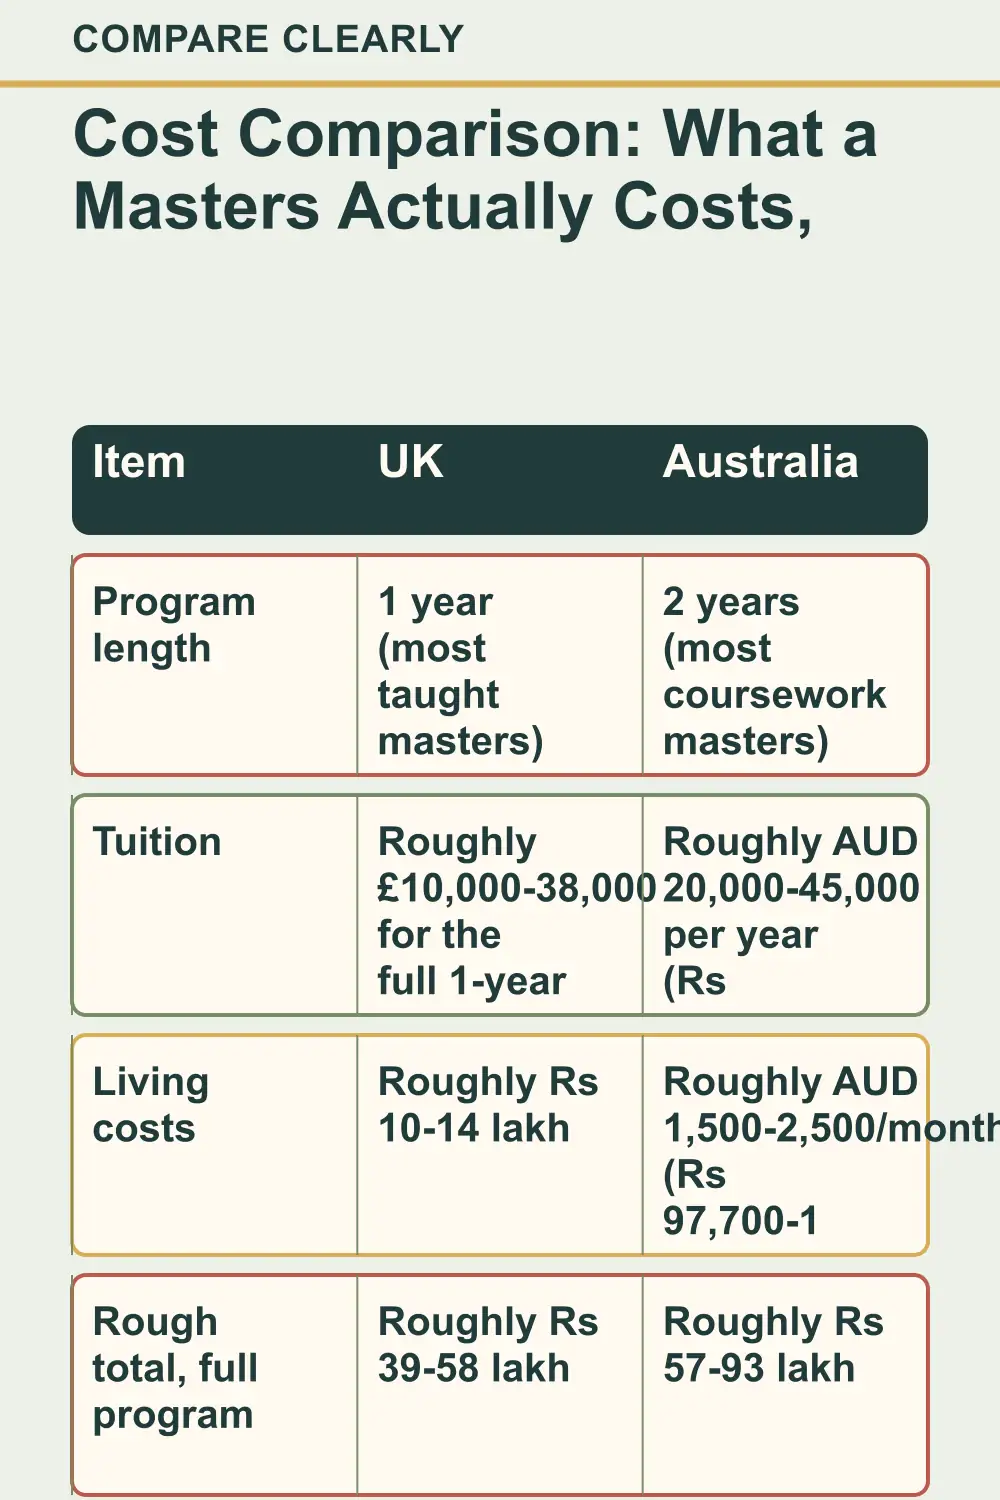 COMPARE CLEARLY
Cost Comparison: What a
Masters Actually Costs,
Item
UK
Australia
Program
length
1 year
(most
taught
masters)
2 years
(most
coursework
masters)
Tuition
Roughly
£10,000-38,000
for the
full 1-year
Roughly AUD
20,000-45,000
per year
(Rs
Living
costs
Roughly Rs
10-14 lakh
Roughly AUD
1,500-2,500/month
(Rs
97,700-1
Rough
total, full
program
Roughly Rs
39-58 lakh
Roughly Rs
57-93 lakh